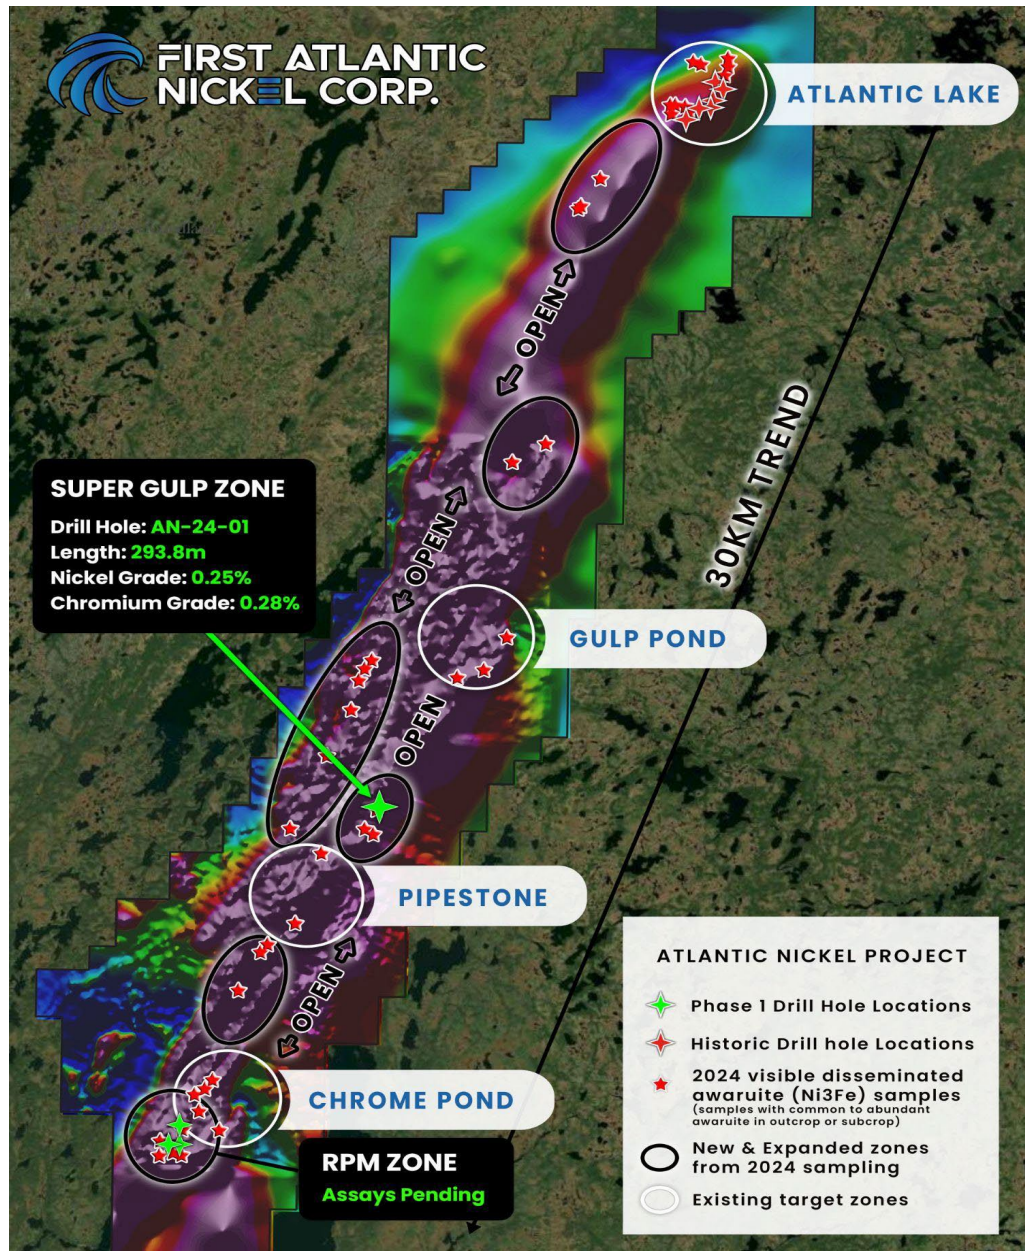 FIRST ATLANTIC
NICKEL CORP.
ATLANTIC LAKE
OPEN
30KM TREND
SUPER GULP ZONE
Drill Hole: AN-24-01
Length: 293.8m
Nickel Grade: 0.25%
Chromium Grade: 0.28%
OPEN
GULP POND
OPEN
PIPESTONE
OPEN
CHROME POND
RPM ZONE
Assays Pending
ATLANTIC NICKEL PROJECT
Phase 1 Drill Hole Locations
Historic Drill hole Locations
2024 visible disseminated
awaruite (Ni3Fe) samples
(samples with common to abundant
awaruite in outcrop or subcrop)
New & Expanded zones
from 2024 sampling
Existing target zones